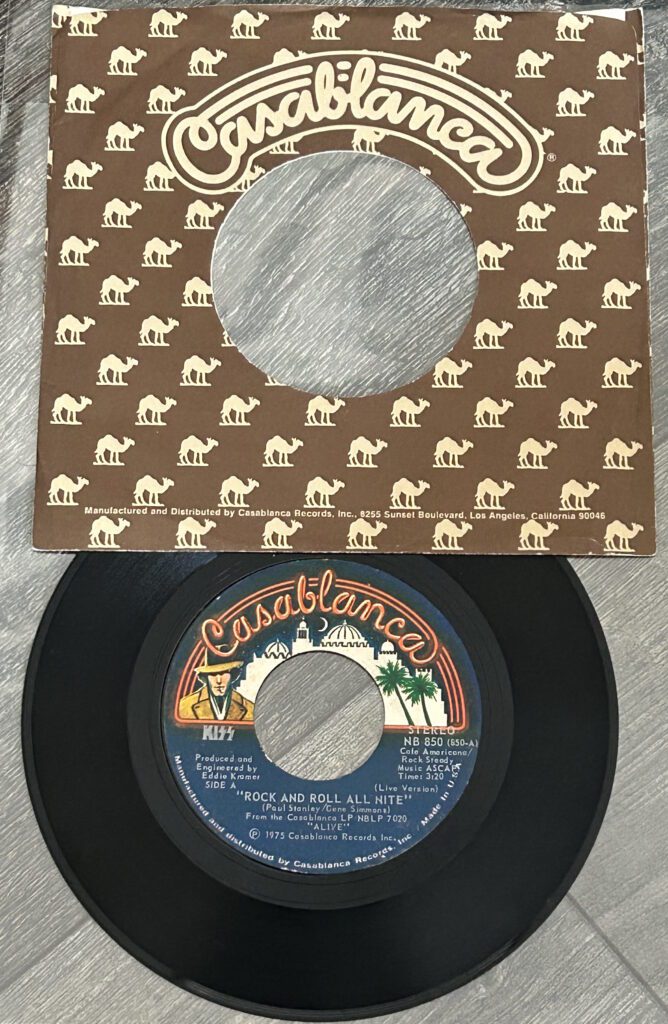 Casablanca
®
Manufactured and Distributed by Casablanca Records, Inc., 8255 Sunset Boulevard, Los Angeles, California 90046
Casablanca
KISS
STEREO
NB 850 (850-A)
Cafe Americana/
Rock Steady
Music ASCAP
Time: 3:20
Produced and
Engineered by
Eddie Kramer
SIDE A
(Live Version)
"ROCK AND ROLL ALL NITE"
(Paul Stanley/Gene Simmons)
From the Casablanca LP NBLP 7020
"ALIVE"
℗ 1975 Casablanca Records Inc.
Manufactured and distributed by Casablanca Records, Inc Made in U.S.A.